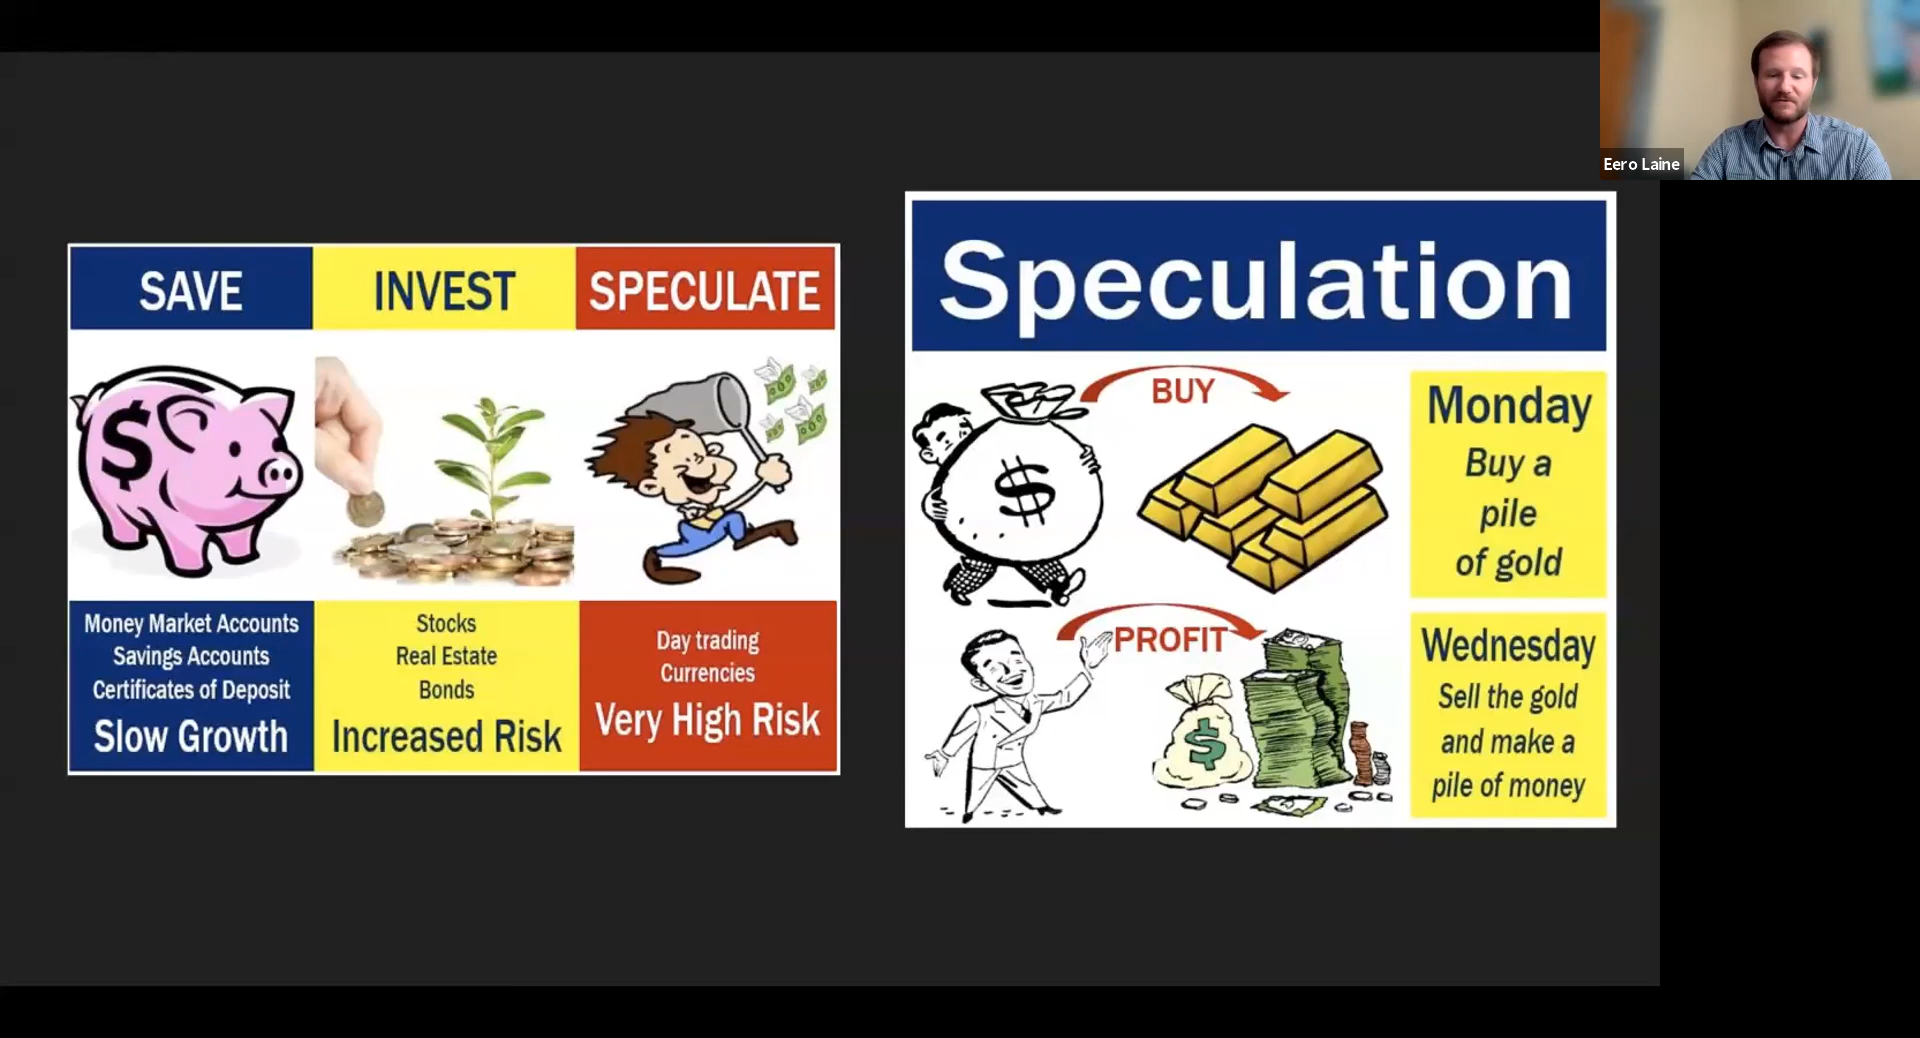 Eero Laine
SAVE
INVEST
SPECULATE
$
Money Market Accounts
Savings Accounts
Certificates of Deposit
Slow Growth
Stocks
Real Estate
Bonds
Increased Risk
Day trading
Currencies
Very High Risk
Speculation
BUY
$
Monday
Buy a
pile
of gold
PROFIT
$
Wednesday
Sell the gold
and make a
pile of money